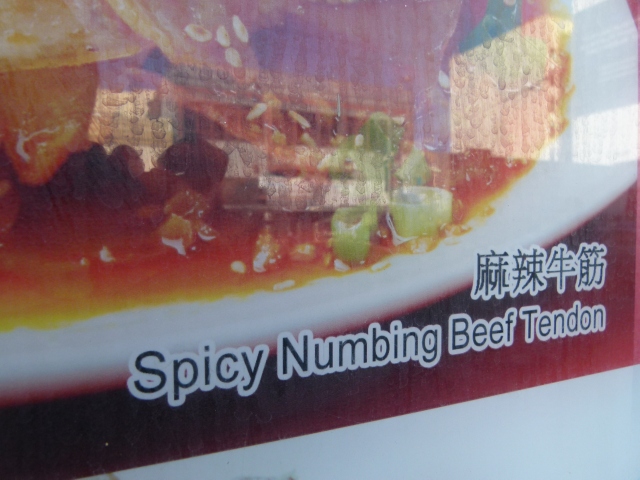 麻辣牛筋
Spicy Numbing Beef Tendon